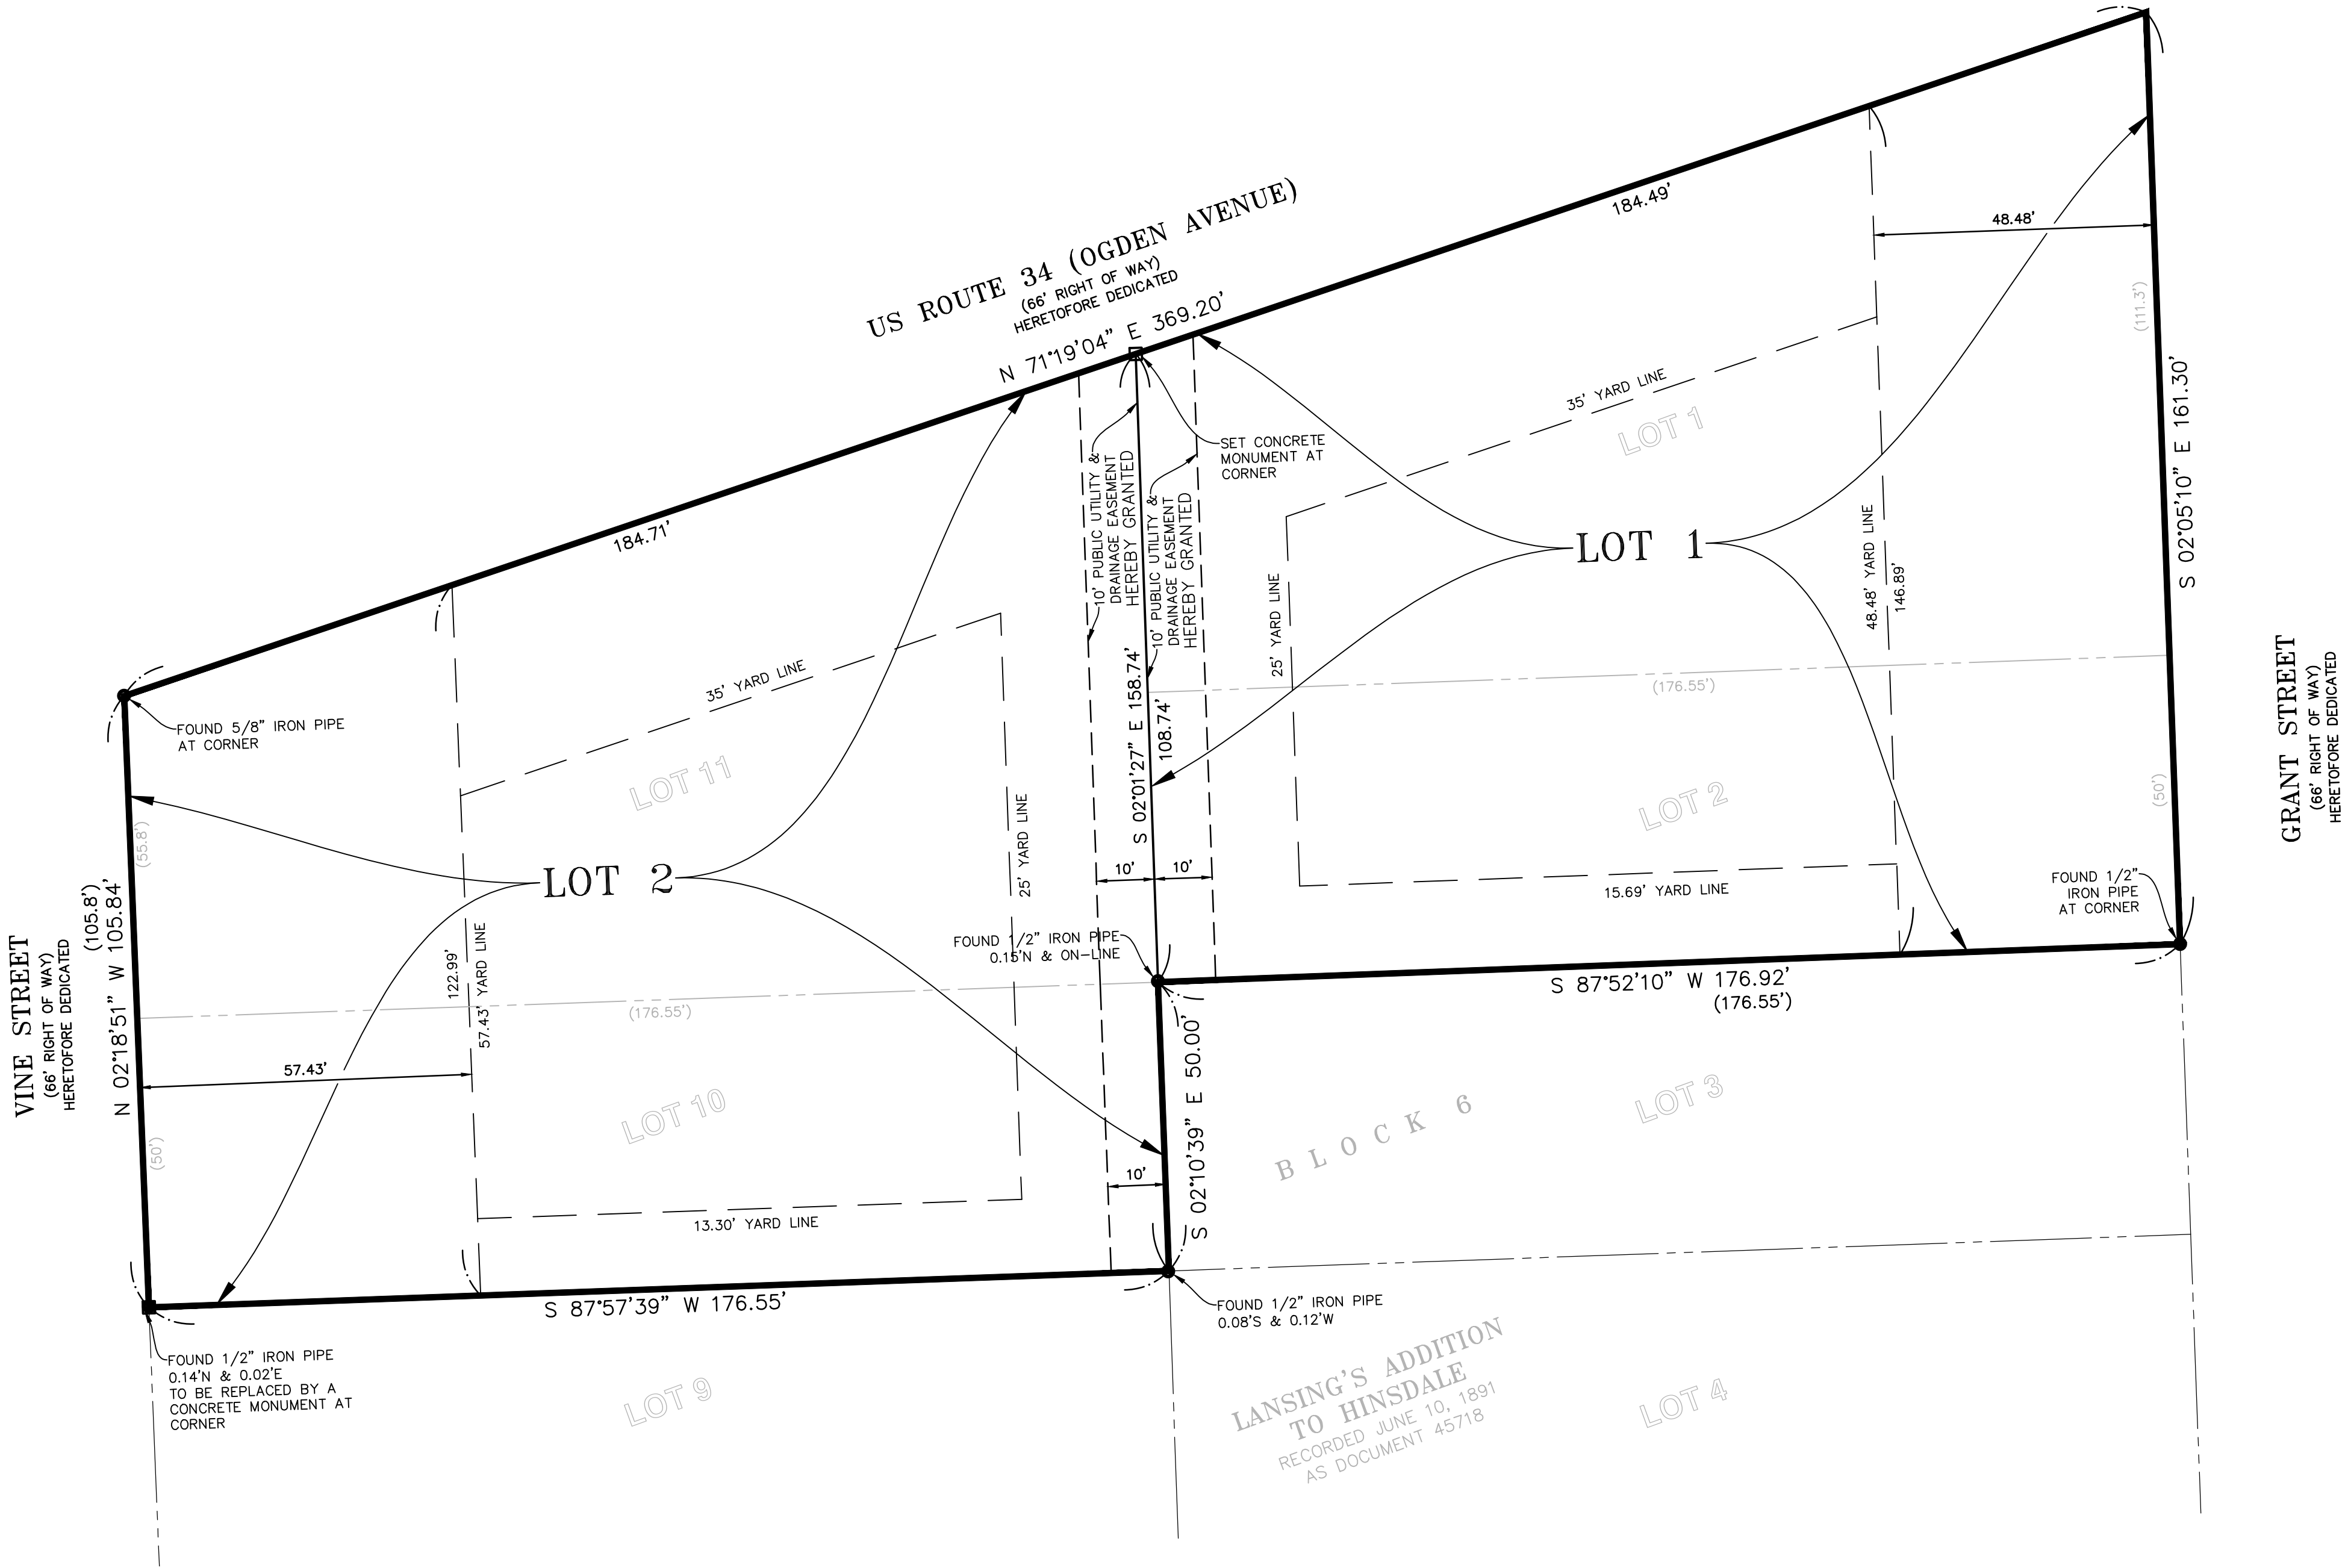 US ROUTE 34 (OGDEN AVENUE)
(66' RIGHT OF WAY)
HERETOFORE DEDICATED
N 71°19'04" E 369.20'
184.49'
184.71'
48.48'
(111.3')
S 02°05'10" E 161.30'
35' YARD LINE
LOT 1
SET CONCRETE
MONUMENT AT
CORNER
10' PUBLIC UTILITY &
DRAINAGE EASEMENT
HEREBY GRANTED
10' PUBLIC UTILITY &
DRAINAGE EASEMENT
HEREBY GRANTED
LOT 1
25' YARD LINE
48.48' YARD LINE
146.89'
(176.55')
S 02°01'27" E 158.74'
108.74'
(50')
LOT 2
15.69' YARD LINE
10'
10'
FOUND 1/2"
IRON PIPE
AT CORNER
GRANT STREET
(66' RIGHT OF WAY)
HERETOFORE DEDICATED
FOUND 5/8" IRON PIPE
AT CORNER
35' YARD LINE
LOT 11
25' YARD LINE
LOT 2
(55.8')
VINE STREET
(66' RIGHT OF WAY)
HERETOFORE DEDICATED
(105.8')
N 02°18'51" W 105.84'
122.99'
57.43' YARD LINE
FOUND 1/2" IRON PIPE
0.15'N & ON-LINE
(176.55')
S 87°52'10" W 176.92'
(176.55')
57.43'
(50')
LOT 10
S 02°10'39" E 50.00'
10'
13.30' YARD LINE
BLOCK 6
LOT 3
S 87°57'39" W 176.55'
FOUND 1/2" IRON PIPE
0.08'S & 0.12'W
FOUND 1/2" IRON PIPE
0.14'N & 0.02'E
TO BE REPLACED BY A
CONCRETE MONUMENT AT
CORNER
LOT 9
LANSING'S ADDITION
TO HINSDALE
RECORDED JUNE 10, 1891
AS DOCUMENT 45718
LOT 4